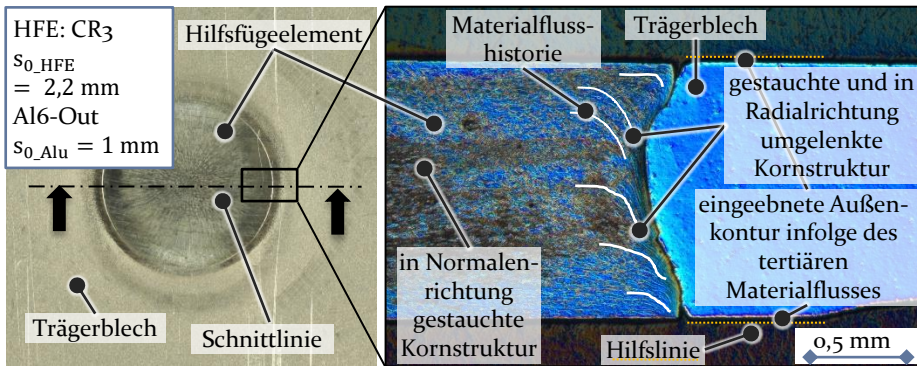 HFE: CR3
s0_HFE
= 2,2 mm
Al6-Out
s0_Alu = 1 mm
Hilfsfügeelement
Trägerblech
Schnittlinie
Materialfluss-
historie
Trägerblech
gestauchte und in
Radialrichtung
umgelenkte
Kornstruktur
eingeebnete Außen-
kontur infolge des
tertiären
Materialflusses
in Normalen-
richtung
gestauchte
Kornstruktur
Hilfslinie
0,5 mm